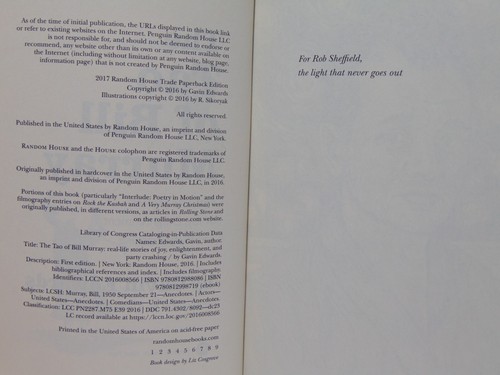 As of the time of initial publication, the URLs displayed in this book link
or refer to existing websites on the Internet. Penguin Random House LLC
is not responsible for, and should not be deemed to endorse or
recommend, any website other than its own or any content available on
the Internet (including without limitation at any website, blog page,
information page) that is not created by Penguin Random House.
2017 Random House Trade Paperback Edition
Copyright © 2016 by Gavin Edwards
Illustrations copyright © 2016 by R. Sikoryak
All rights reserved.
Published in the United States by Random House, an imprint and division
of Penguin Random House LLC, New York.
RANDOM HOUSE and the HOUSE colophon are registered trademarks of
Penguin Random House LLC.
Originally published in hardcover in the United States by Random House,
an imprint and division of Penguin Random House LLC, in 2016.
Portions of this book (particularly "Interlude: Poetry in Motion" and the
filmography entries on Rock the Kasbah and A Very Murray Christmas) were
originally published, in different versions, as articles in Rolling Stone and
on the rollingstone.com website.
Library of Congress Cataloging-in-Publication Data
Names: Edwards, Gavin, author.
Title: The Tao of Bill Murray: real-life stories of joy, enlightenment, and
party crashing / by Gavin Edwards.
Description: First edition. | New York: Random House, 2016. | Includes
bibliographical references and index. | Includes filmography.
Identifiers: LCCN 2016008566 | ISBN 9780812998086 | ISBN
9780812998719 (ebook)
Subjects: LCSH: Murray, Bill, 1950 September 21—Anecdotes. | Actors—
United States—Anecdotes. | Comedians—United States—Anecdotes.
Classification: LCC PN2287.M75 E39 2016 | DDC 791.4302/8092—dc23
LC record available at https://lccn.loc.gov/2016008566
Printed in the United States of America on acid-free paper
randomhousebooks.com
1 2 3 4 5 6 7 8 9
Book design by Liz Cosgrove
For Rob Sheffield,
the light that never goes out